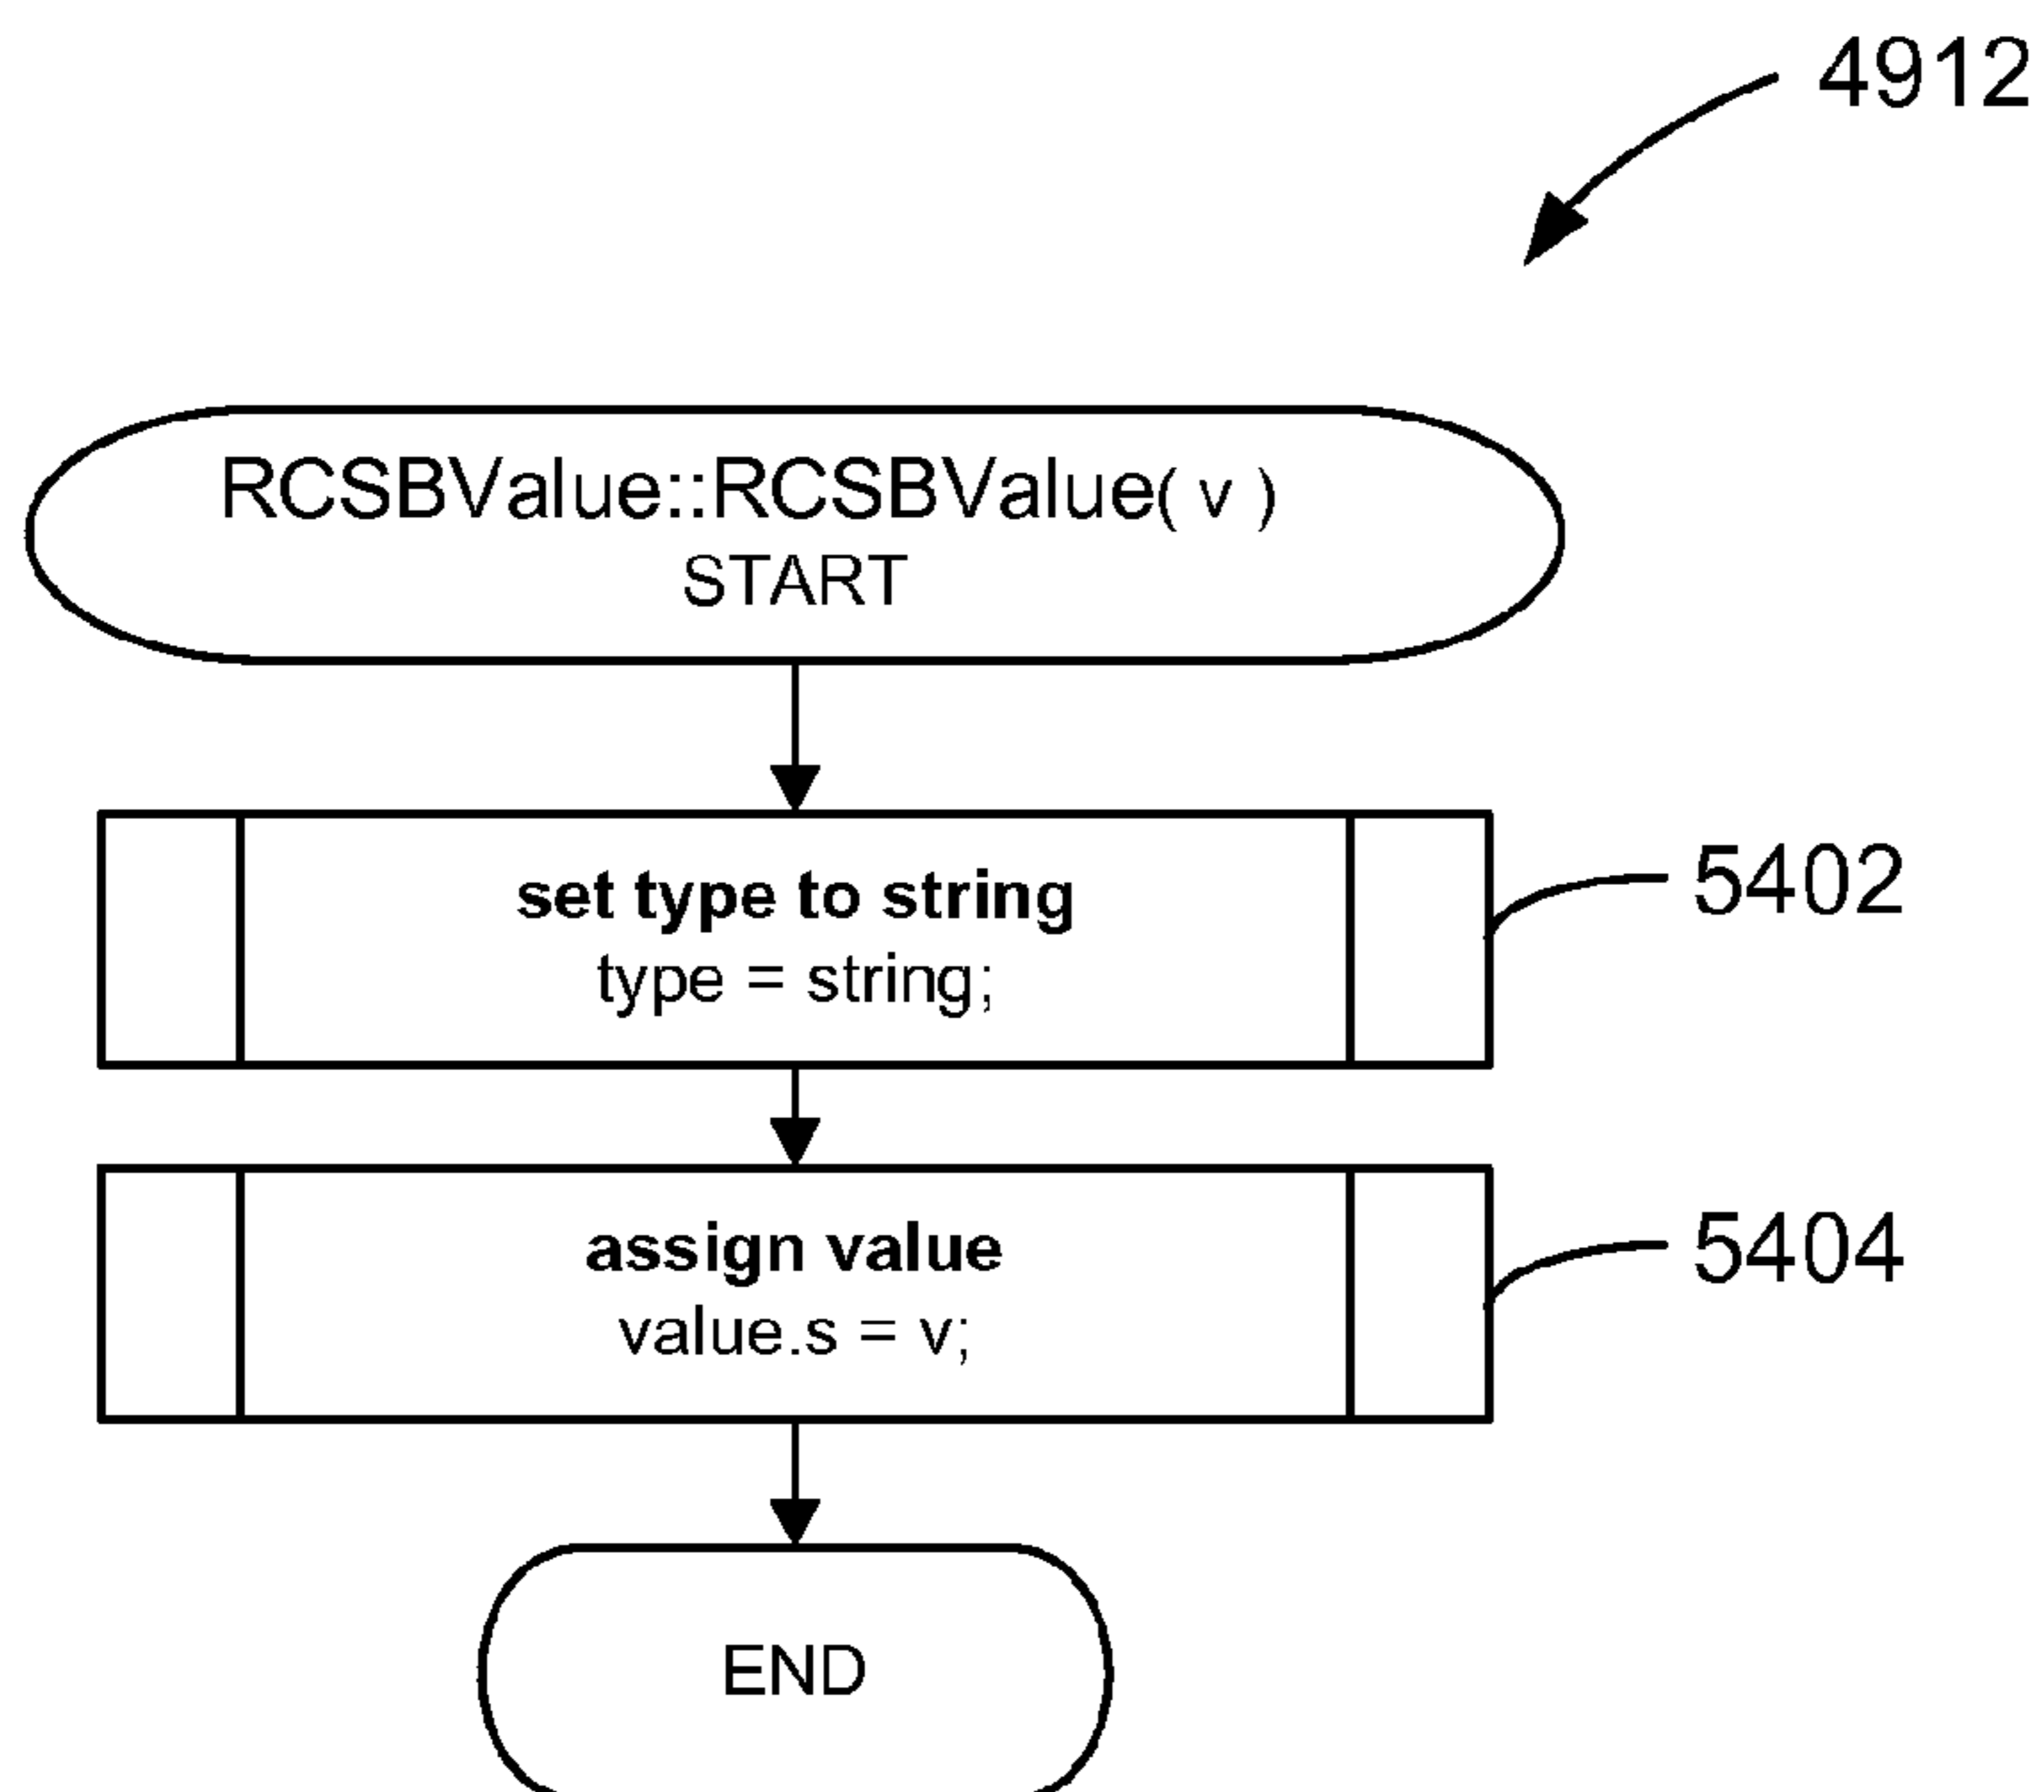 4912
RCSBValue::RCSBValue( v )
START
set type to string
type = string;
5402
assign value
value.s = v;
5404
END